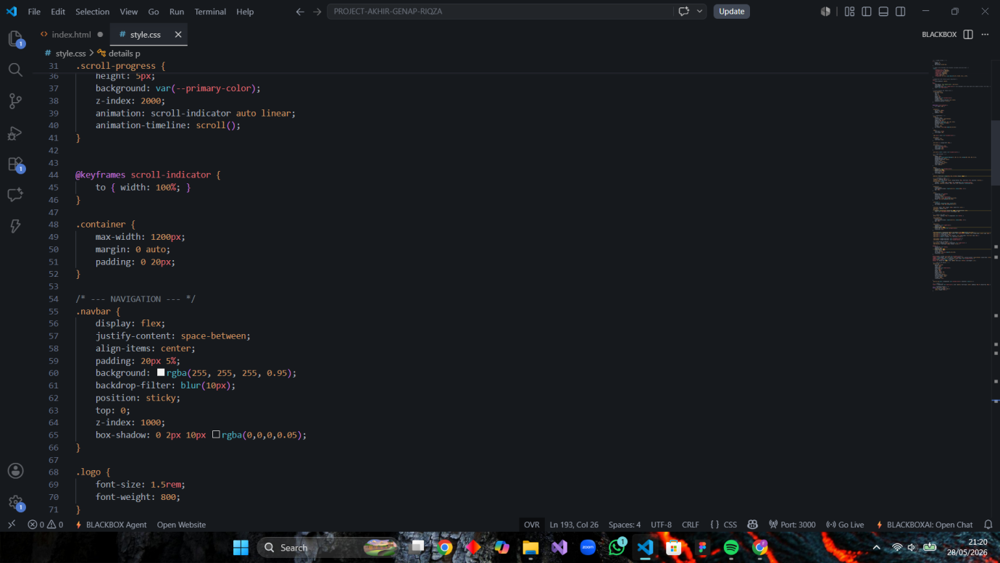 File Edit Selection View Go Run Terminal Help PROJECT-AKHIR-GENAP-RIQZA Update
index.html # style.css BLACKBOX
# style.css > details p
31 .scroll-progress {
36 height: 5px;
37 background: var(--primary-color);
38 z-index: 2000;
39 animation: scroll-indicator auto linear;
40 animation-timeline: scroll();
41 }
42
43
44 @keyframes scroll-indicator {
45 to { width: 100%; }
46 }
47
48 .container {
49 max-width: 1200px;
50 margin: 0 auto;
51 padding: 0 20px;
52 }
53
54 /* --- NAVIGATION --- */
55 .navbar {
56 display: flex;
57 justify-content: space-between;
58 align-items: center;
59 padding: 20px 5%;
60 background: rgba(255, 255, 255, 0.95);
61 backdrop-filter: blur(10px);
62 position: sticky;
63 top: 0;
64 z-index: 1000;
65 box-shadow: 0 2px 10px rgba(0,0,0,0.05);
66 }
67
68 .logo {
69 font-size: 1.5rem;
70 font-weight: 800;
71 }
0 0 BLACKBOX Agent Open Website OVR Ln 193, Col 26 Spaces: 4 UTF-8 CRLF { } CSS Port: 3000 Go Live BLACKBOXAI: Open Chat
Search zoom 1 21:20
28/05/2026